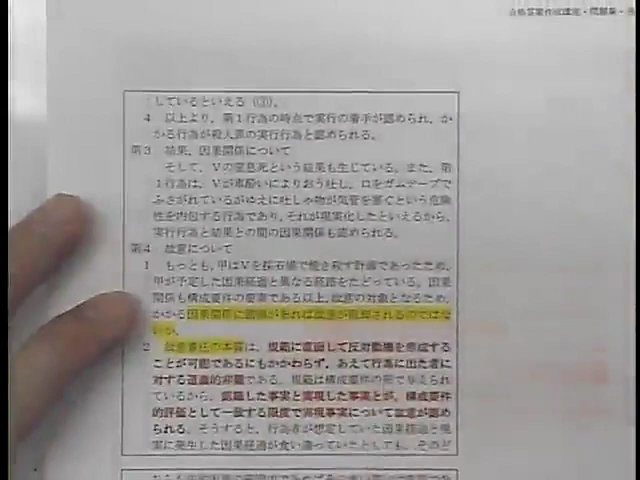 合格答案作成講座・問題集・
しているといえる（①）。
4 以上より、第1行為の時点で実行の着手が認められ、か
かる行為が殺人罪の実行行為と認められる。
第3 結果、因果関係について
そして、Vの窒息死という結果も生じている。また、第
1行為は、Vが車酔いによりおう吐し、口をガムテープで
ふさがれているがゆえに吐しゃ物が気管を塞ぐという危険
性を内包する行為であり、それが現実化したといえるから、
実行行為と結果との間の因果関係も認められる。
第4 故意について
1 もっとも、甲はVを採石場で焼き殺す計画であったため、
甲が予定した因果経過と異なる経路をたどっている。因果
関係も構成要件の要素である以上、故意の対象となるため、
かかる因果関係に錯誤があれば故意が阻却されるのではな
いか。
2 故意責任の本質は、規範に直面して反対動機を形成する
ことが可能であるにもかかわらず、あえて行為に出た者に
対する道義的非難である。規範は構成要件の形で与えられ
ているから、認識した事実と実現した事実とが、構成要件
的評価として一致する限度で実現事実について故意が認め
られる。そうすると、行為者が想定していた因果経過と現
実に発生した因果経過が食い違っていたとしても、そのど